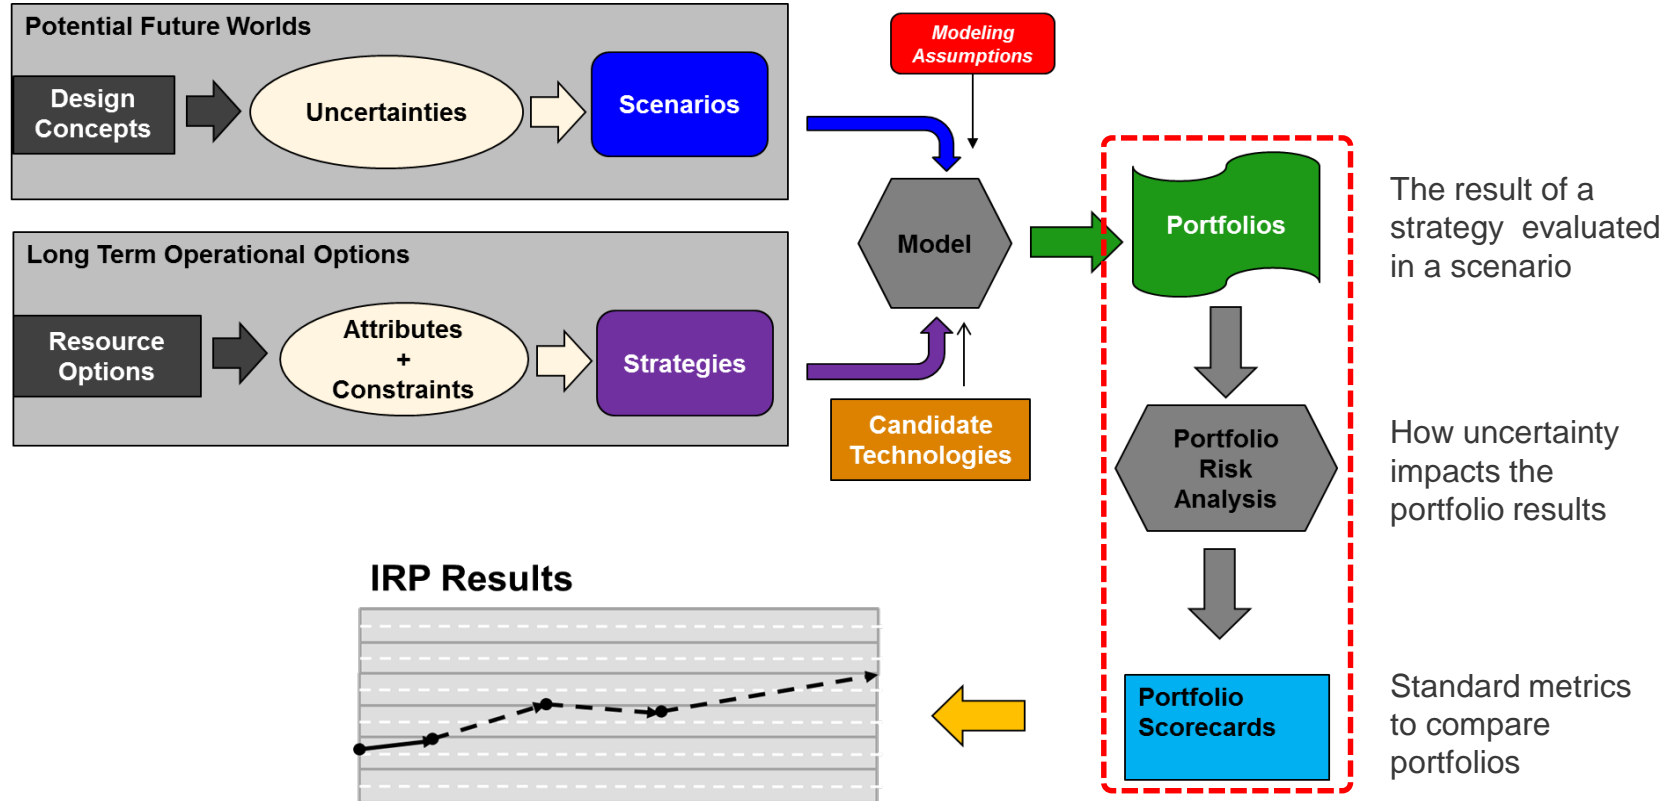 Potential Future Worlds
Design
Concepts
Uncertainties
Scenarios
Modeling
Assumptions
Long Term Operational Options
Resource
Options
Attributes
+
Constraints
Strategies
Model
Candidate
Technologies
Portfolios
The result of a
strategy evaluated
in a scenario
Portfolio
Risk
Analysis
How uncertainty
impacts the
portfolio results
Portfolio
Scorecards
Standard metrics
to compare
portfolios
IRP Results